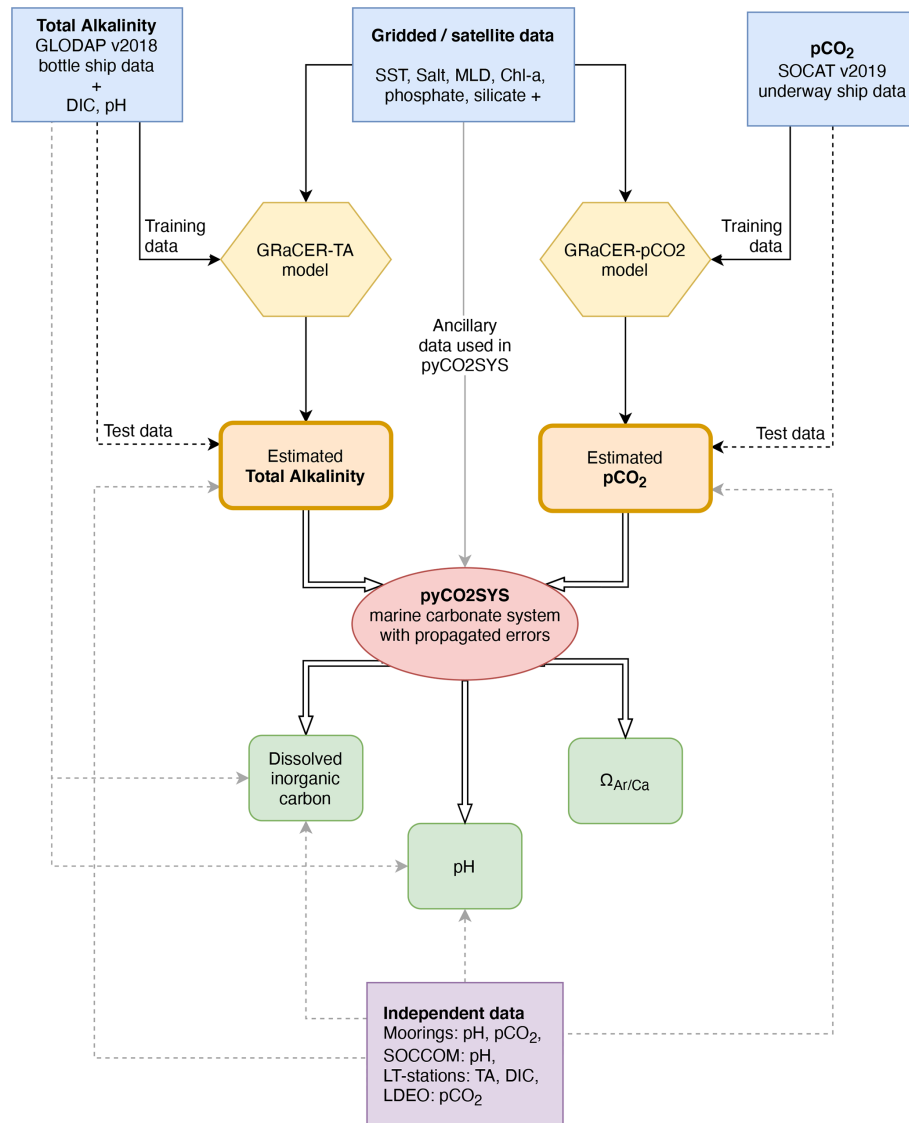 Total Alkalinity
GLODAP v2018
bottle ship data
+
DIC, pH
Gridded / satellite data
SST, Salt, MLD, Chl-a,
phosphate, silicate +
pCO₂
SOCAT v2019
underway ship data
Training
data
GRaCER-TA
model
GRaCER-pCO2
model
Training
data
Ancillary
data used in
pyCO2SYS
Test data
Estimated
Total Alkalinity
Estimated
pCO₂
Test data
pyCO2SYS
marine carbonate system
with propagated errors
Dissolved
inorganic
carbon
Ω Ar/Ca
pH
Independent data
Moorings: pH, pCO₂,
SOCCOM: pH,
LT-stations: TA, DIC,
LDEO: pCO₂